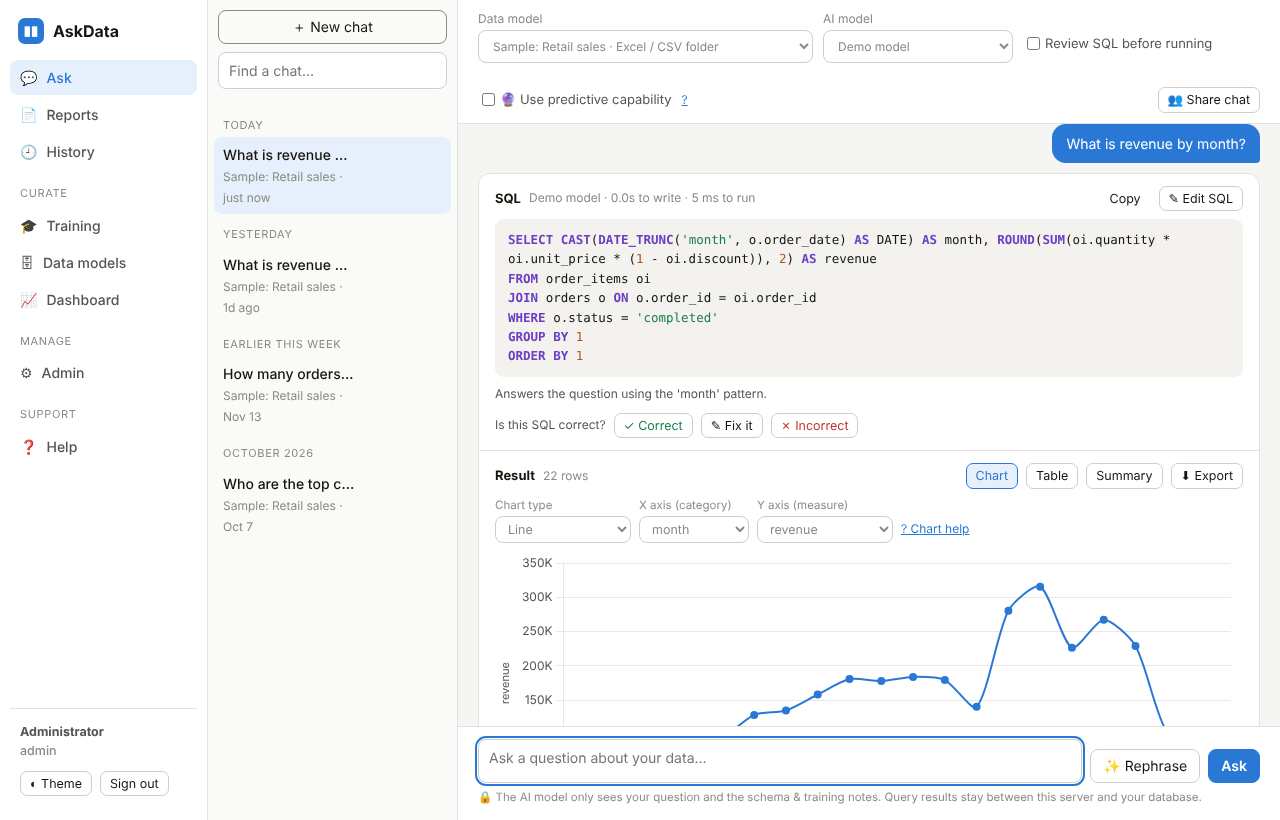 AskData
💬 Ask
📄 Reports
🕘 History
CURATE
🎓 Training
🗄 Data models
📈 Dashboard
MANAGE
⚙ Admin
SUPPORT
❓ Help
Administrator
admin
Theme
Sign out
+ New chat
Find a chat...
TODAY
What is revenue ...
Sample: Retail sales ·
just now
YESTERDAY
What is revenue ...
Sample: Retail sales ·
1d ago
EARLIER THIS WEEK
How many orders...
Sample: Retail sales ·
Nov 13
OCTOBER 2026
Who are the top c...
Sample: Retail sales ·
Oct 7
Data model
Sample: Retail sales · Excel / CSV folder
AI model
Demo model
Review SQL before running
🔮 Use predictive capability ?
👥 Share chat
What is revenue by month?
SQL Demo model · 0.0s to write · 5 ms to run
Copy
✎ Edit SQL
SELECT CAST(DATE_TRUNC('month', o.order_date) AS DATE) AS month, ROUND(SUM(oi.quantity *
oi.unit_price * (1 - oi.discount)), 2) AS revenue
FROM order_items oi
JOIN orders o ON o.order_id = oi.order_id
WHERE o.status = 'completed'
GROUP BY 1
ORDER BY 1
Answers the question using the 'month' pattern.
Is this SQL correct? ✓ Correct ✎ Fix it ✕ Incorrect
Result 22 rows
Chart
Table
Summary
⬇ Export
Chart type
Line
X axis (category)
month
Y axis (measure)
revenue
? Chart help
350K
300K
250K
200K
150K
revenue
Ask a question about your data...
✨ Rephrase
Ask
🔒 The AI model only sees your question and the schema & training notes. Query results stay between this server and your database.